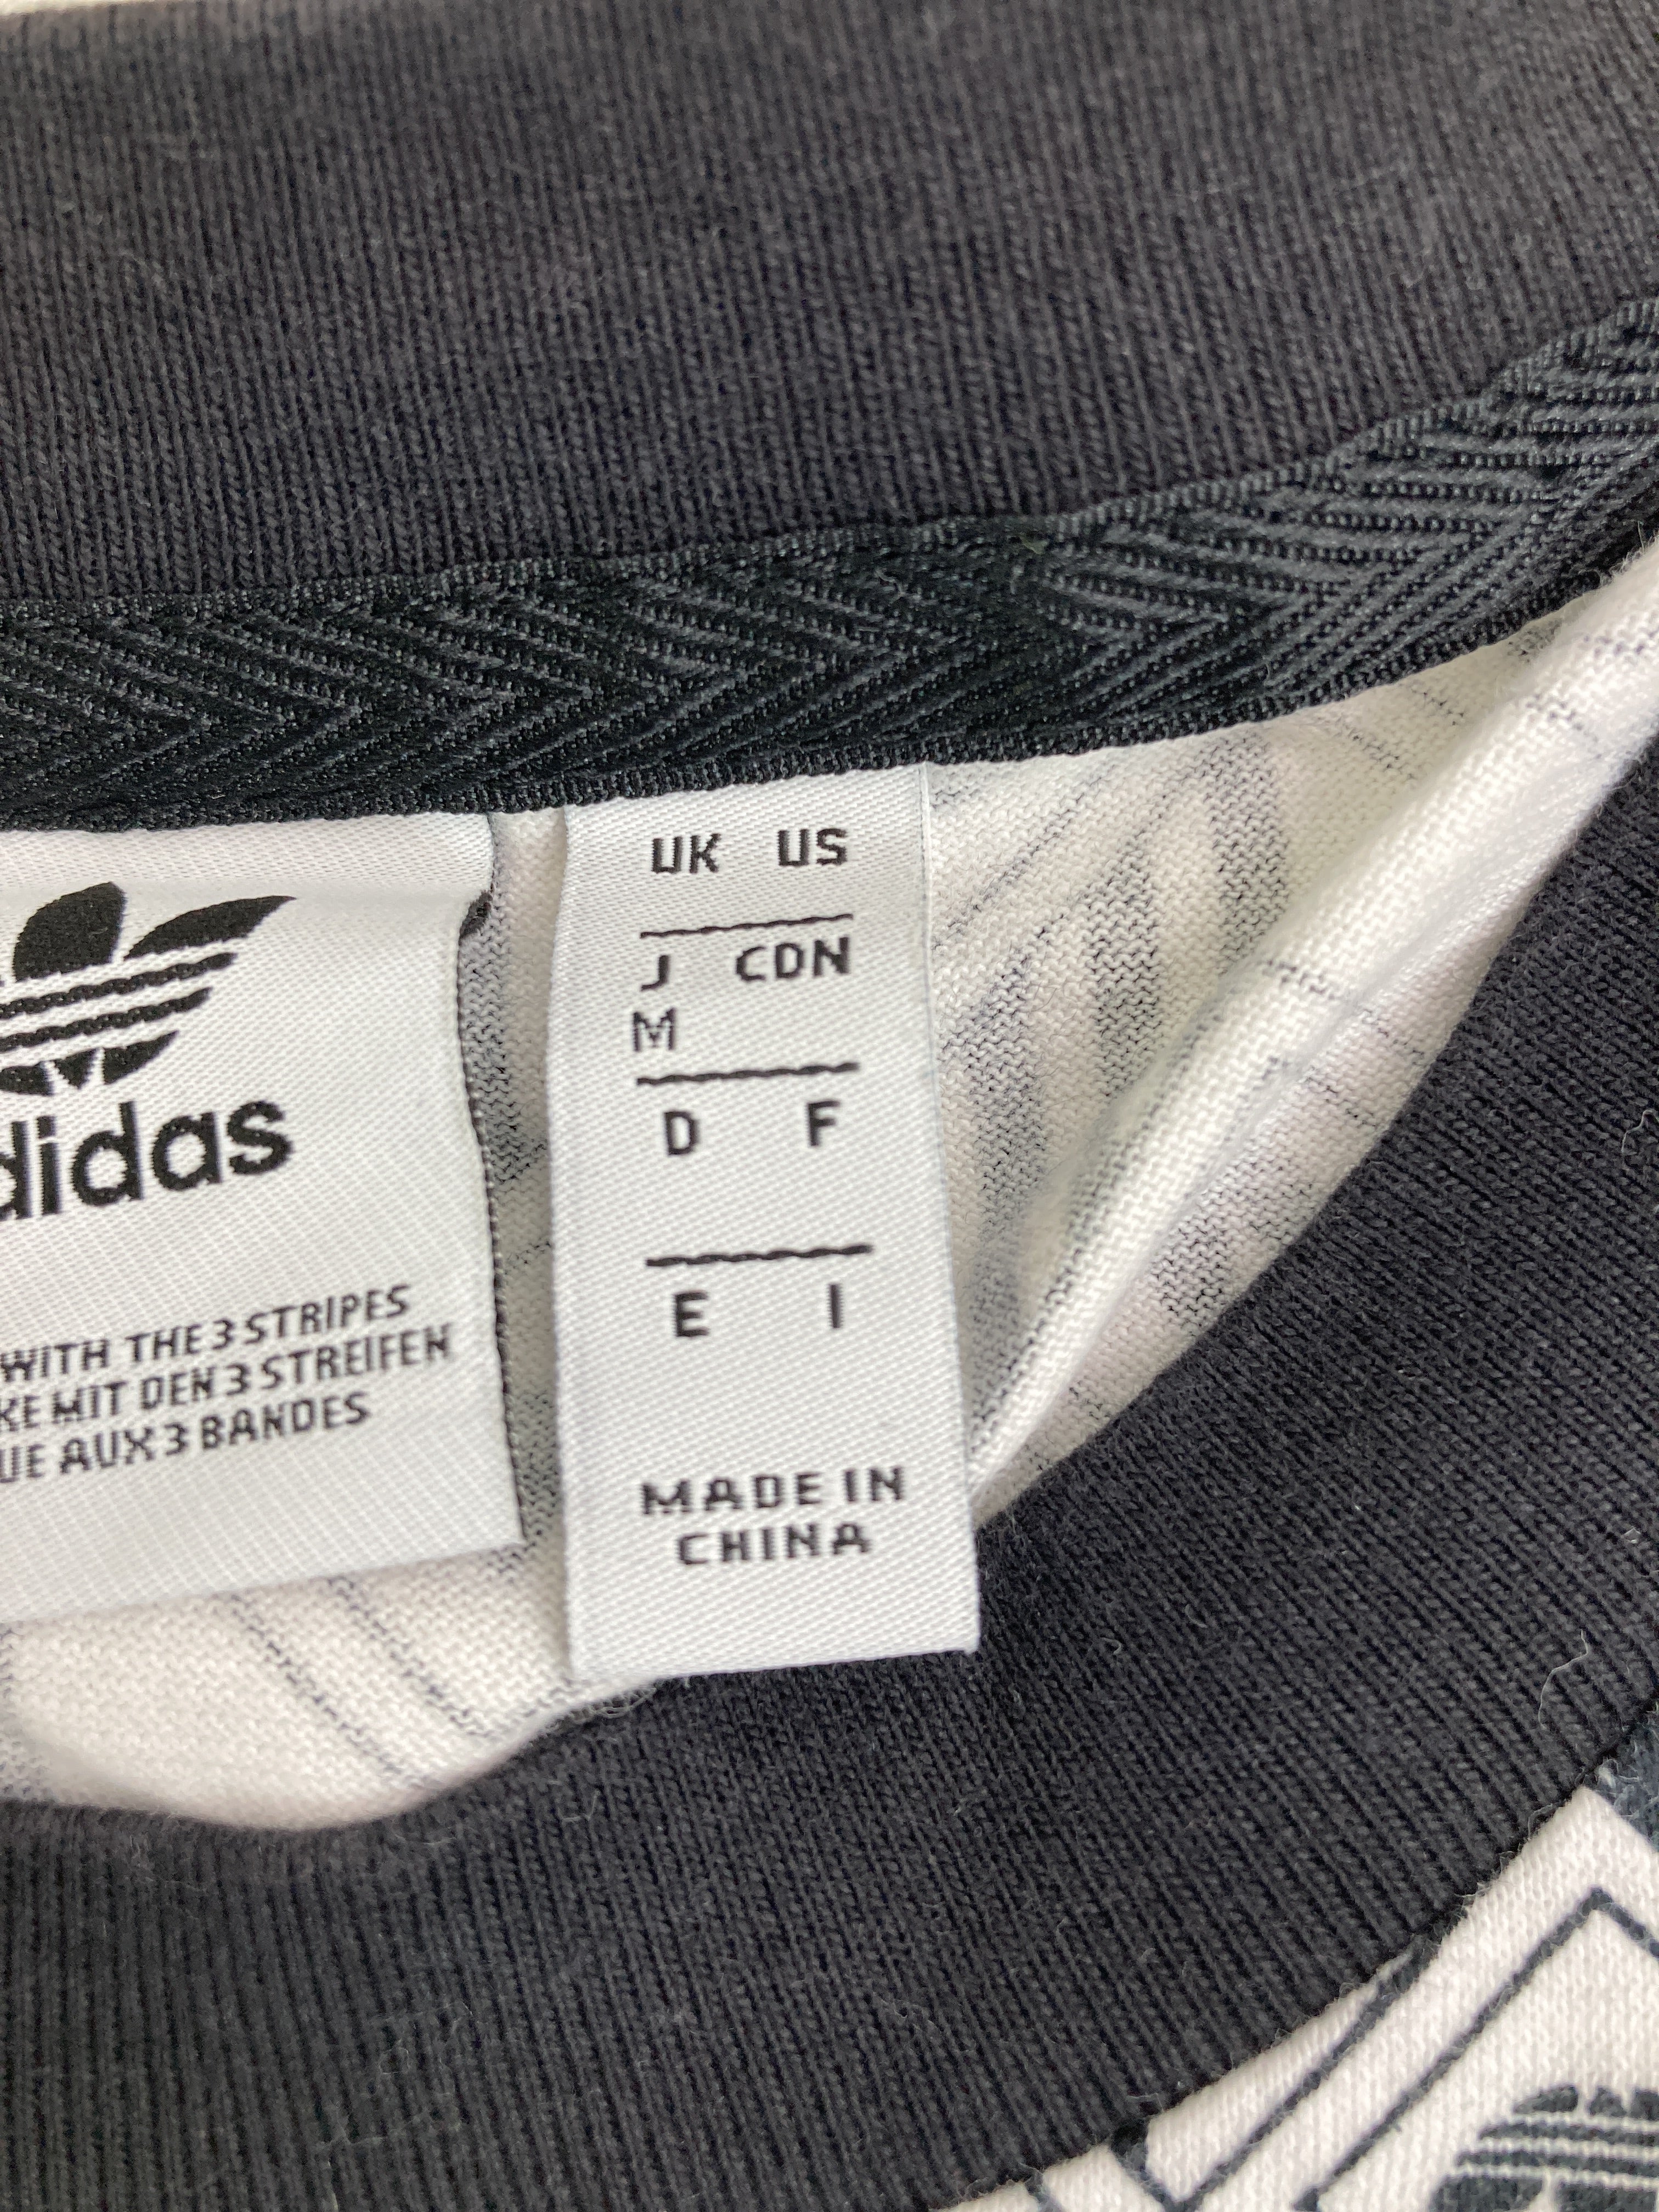 adidas
WITH THE 3 STRIPES
KE MIT DEN 3 STREIFEN
UE AUX 3 BANDES
UK US
J CDN
M
D F
E I
MADE IN
CHINA